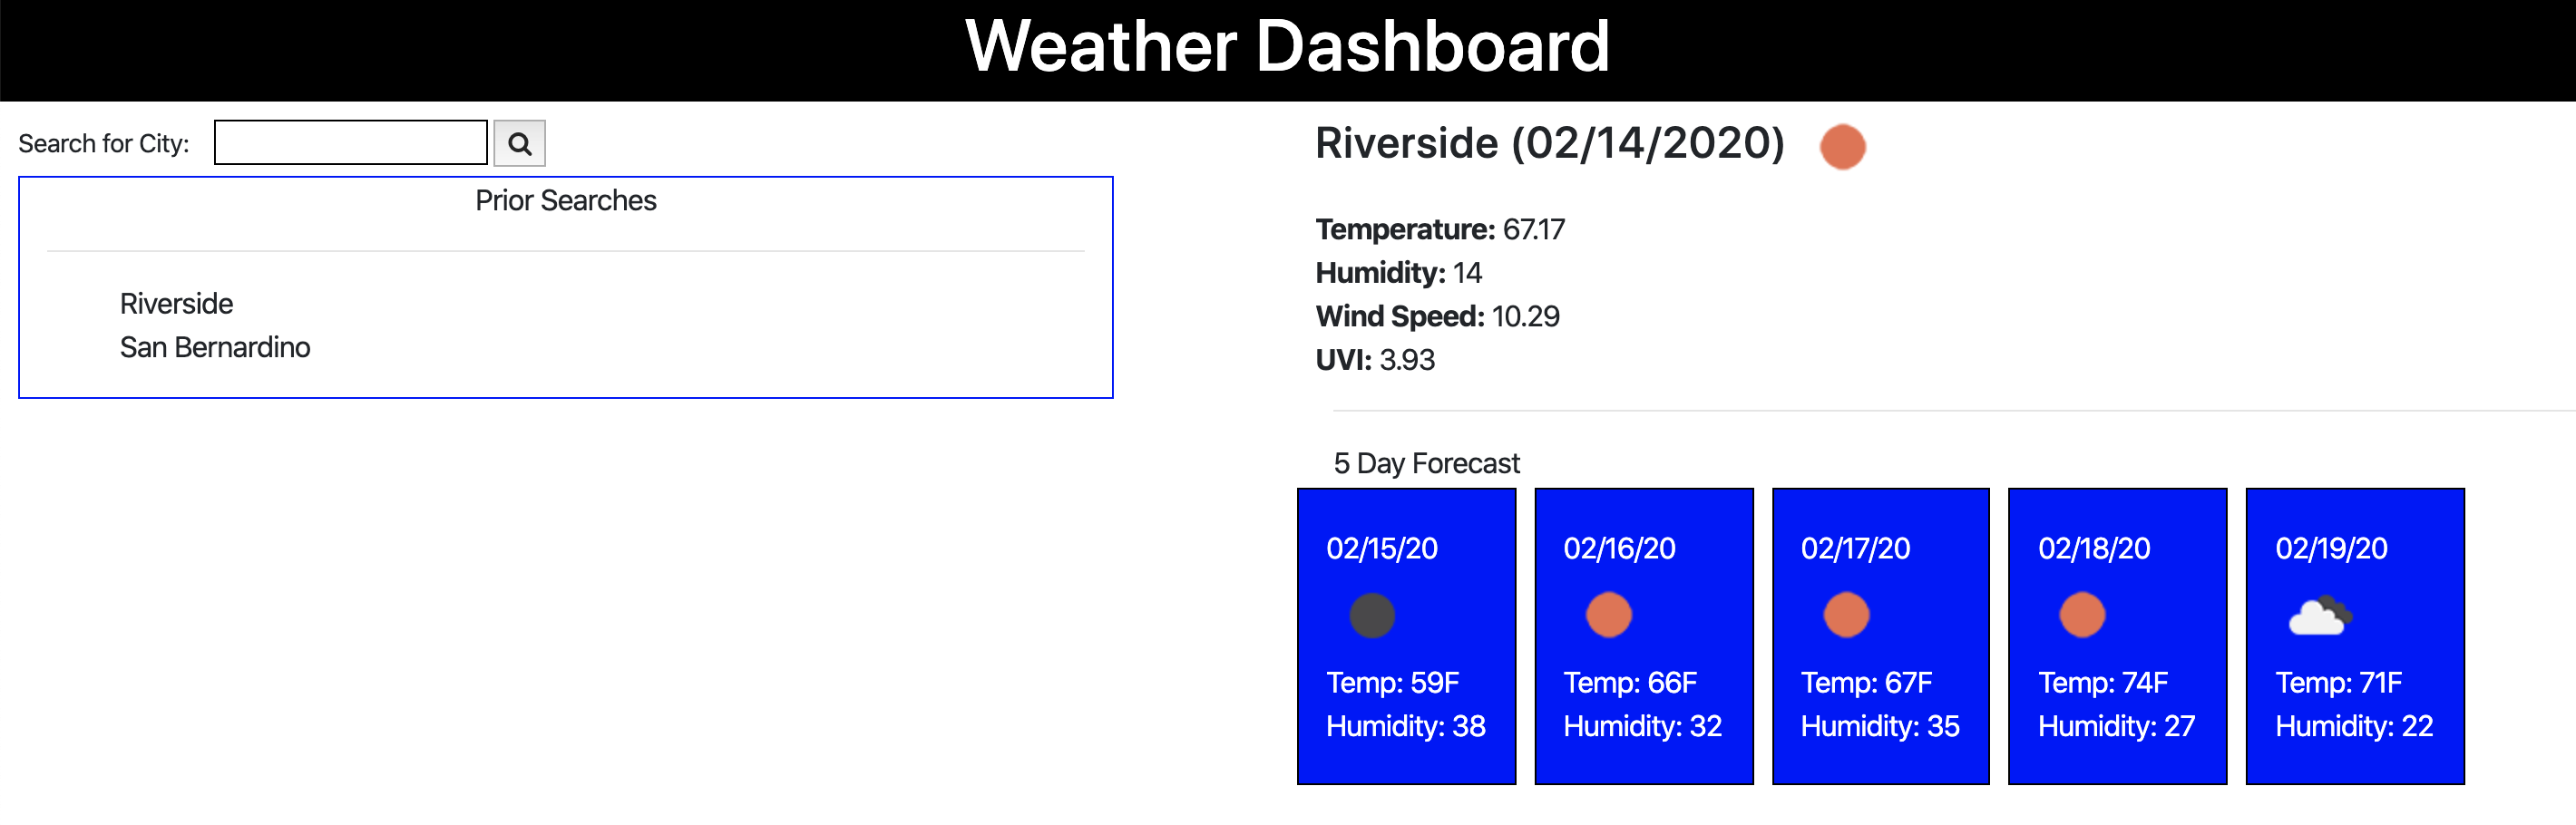 Weather Dashboard
Search for City:
Prior Searches
Riverside
San Bernardino
Riverside (02/14/2020)
Temperature: 67.17
Humidity: 14
Wind Speed: 10.29
UVI: 3.93
5 Day Forecast
02/15/20
Temp: 59F
Humidity: 38
02/16/20
Temp: 66F
Humidity: 32
02/17/20
Temp: 67F
Humidity: 35
02/18/20
Temp: 74F
Humidity: 27
02/19/20
Temp: 71F
Humidity: 22